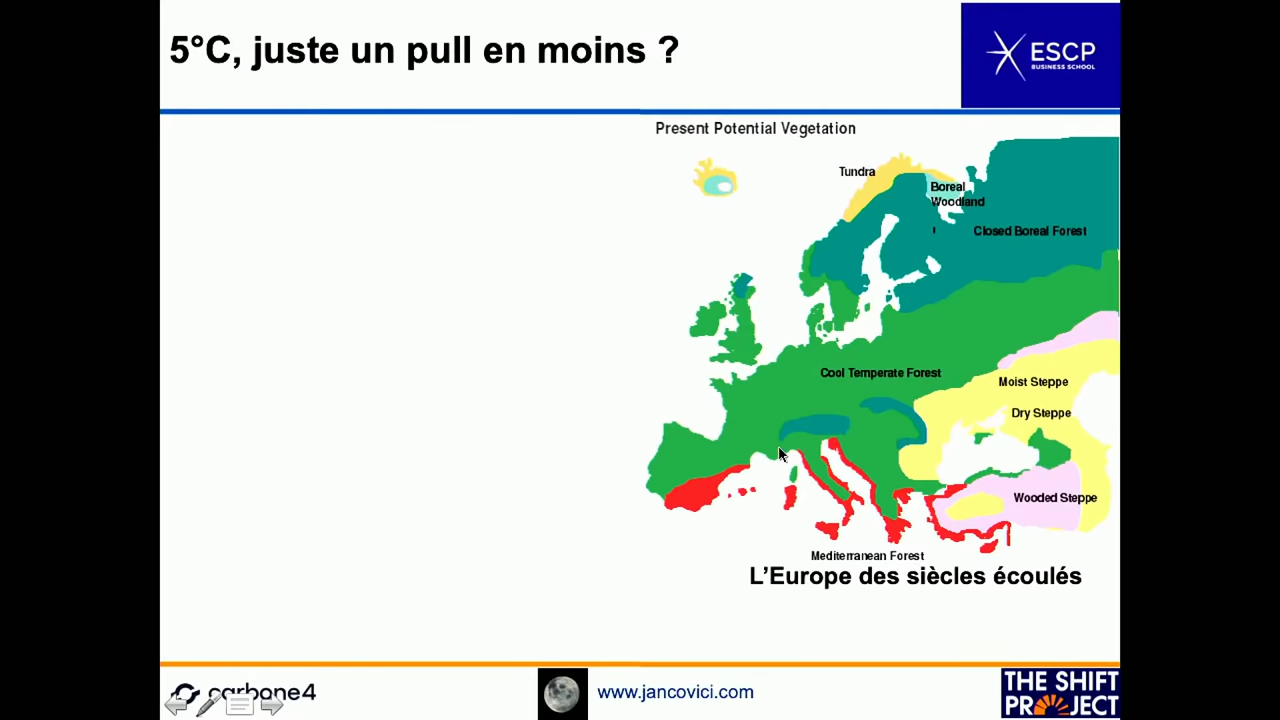 5°C, juste un pull en moins ?
ESCP
BUSINESS SCHOOL
Present Potential Vegetation
Tundra
Boreal
Woodland
Closed Boreal Forest
Cool Temperate Forest
Moist Steppe
Dry Steppe
Wooded Steppe
Mediterranean Forest
L'Europe des siècles écoulés
carbone4
www.jancovici.com
THE SHIFT
PROJECT